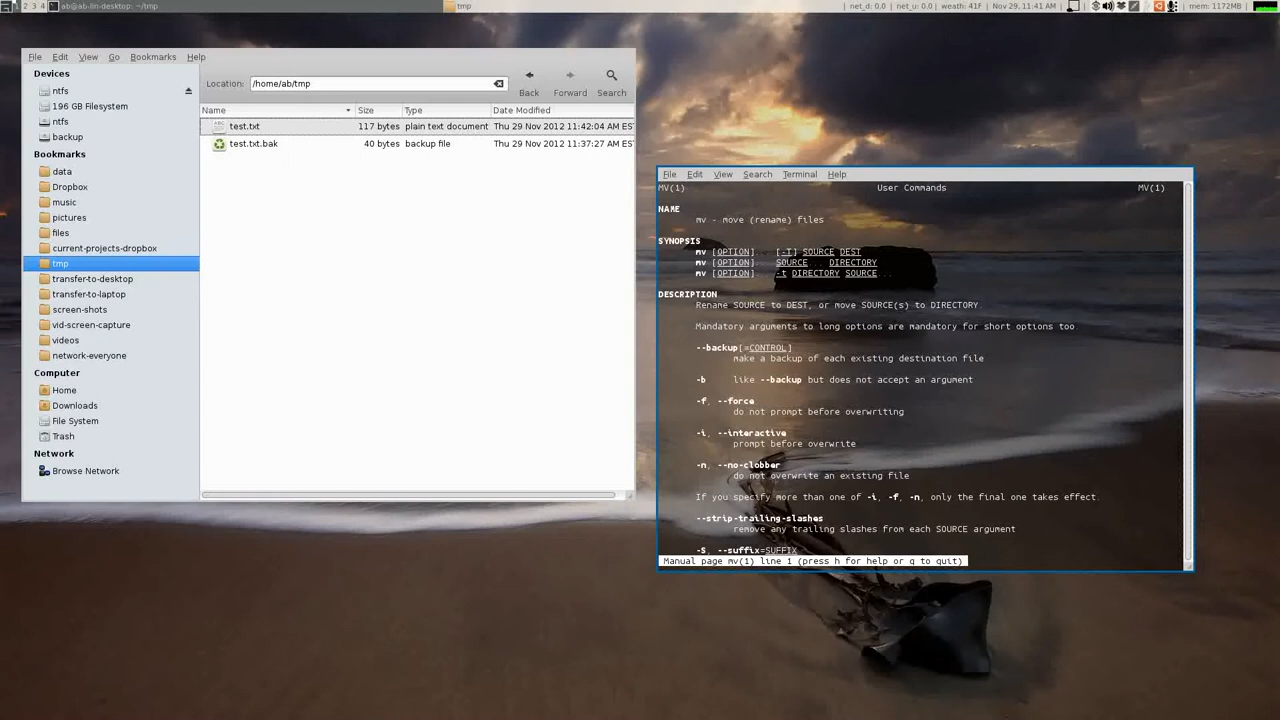 1 2 3 4 ab@ab-lin-desktop: ~/tmp tmp net_d: 0.0 net_u: 0.0 weath: 41F Nov 29, 11:41 AM mem: 1172MB
File Edit View Go Bookmarks Help
Devices
ntfs
196 GB Filesystem
ntfs
backup
Bookmarks
data
Dropbox
music
pictures
files
current-projects-dropbox
tmp
transfer-to-desktop
transfer-to-laptop
screen-shots
vid-screen-capture
videos
network-everyone
Computer
Home
Downloads
File System
Trash
Network
Browse Network
Location: /home/ab/tmp Back Forward Search
Name Size Type Date Modified
test.txt 117 bytes plain text document Thu 29 Nov 2012 11:42:04 AM EST
test.txt.bak 40 bytes backup file Thu 29 Nov 2012 11:37:27 AM EST
File Edit View Search Terminal Help
MV(1) User Commands MV(1)
NAME
mv - move (rename) files
SYNOPSIS
mv [OPTION]... [-T] SOURCE DEST
mv [OPTION]... SOURCE... DIRECTORY
mv [OPTION]... -t DIRECTORY SOURCE...
DESCRIPTION
Rename SOURCE to DEST, or move SOURCE(s) to DIRECTORY.
Mandatory arguments to long options are mandatory for short options too.
--backup[=CONTROL]
make a backup of each existing destination file
-b like --backup but does not accept an argument
-f, --force
do not prompt before overwriting
-i, --interactive
prompt before overwrite
-n, --no-clobber
do not overwrite an existing file
If you specify more than one of -i, -f, -n, only the final one takes effect.
--strip-trailing-slashes
remove any trailing slashes from each SOURCE argument
-S, --suffix=SUFFIX
Manual page mv(1) line 1 (press h for help or q to quit)